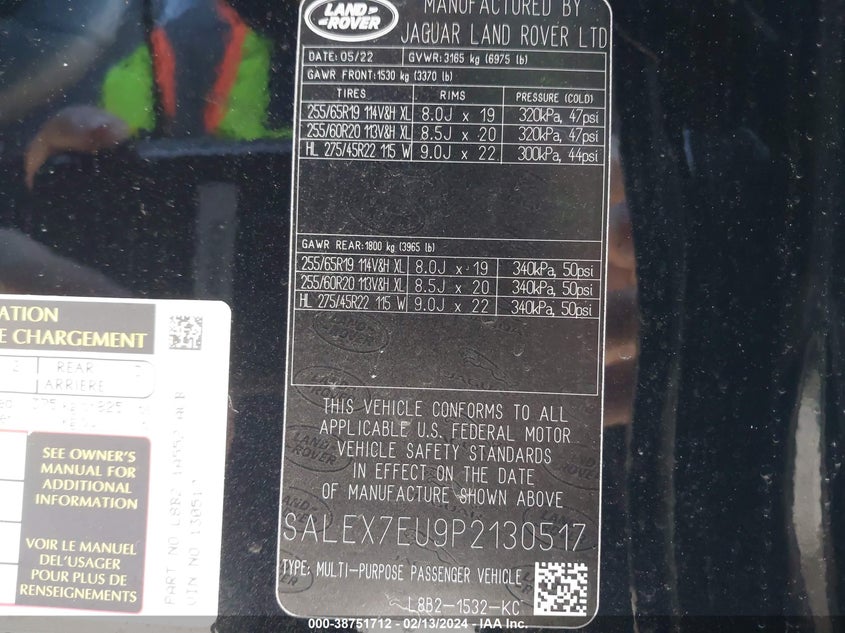 LAND ROVER
MANUFACTURED BY
JAGUAR LAND ROVER LTD
DATE: 05/22 GVWR: 3165 kg (6975 lb)
GAWR FRONT: 1530 kg (3370 lb)
TIRES RIMS PRESSURE (COLD)
255/65R19 114V&H XL 8.0J x 19 320kPa, 47psi
255/60R20 113V&H XL 8.5J x 20 320kPa, 47psi
HL 275/45R22 115 W 9.0J x 22 300kPa, 44psi
GAWR REAR: 1800 kg (3965 lb)
255/65R19 114V&H XL 8.0J x 19 340kPa, 50psi
255/60R20 113V&H XL 8.5J x 20 340kPa, 50psi
HL 275/45R22 115 W 9.0J x 22 340kPa, 50psi
THIS VEHICLE CONFORMS TO ALL
APPLICABLE U.S. FEDERAL MOTOR
VEHICLE SAFETY STANDARDS
IN EFFECT ON THE DATE
OF MANUFACTURE SHOWN ABOVE
SALEX7EU9P2130517
TYPE: MULTI-PURPOSE PASSENGER VEHICLE
L8B2-1532-KC
CHARGEMENT
2 REAR
ARRIERE
SEE OWNER'S
MANUAL FOR
ADDITIONAL
INFORMATION
VOIR LE MANUEL
DEL'USAGER
POUR PLUS DE
RENSEIGNEMENTS
PART NO L8B2
VIN NO
000-38751712 - 02/13/2024 - IAA Inc.